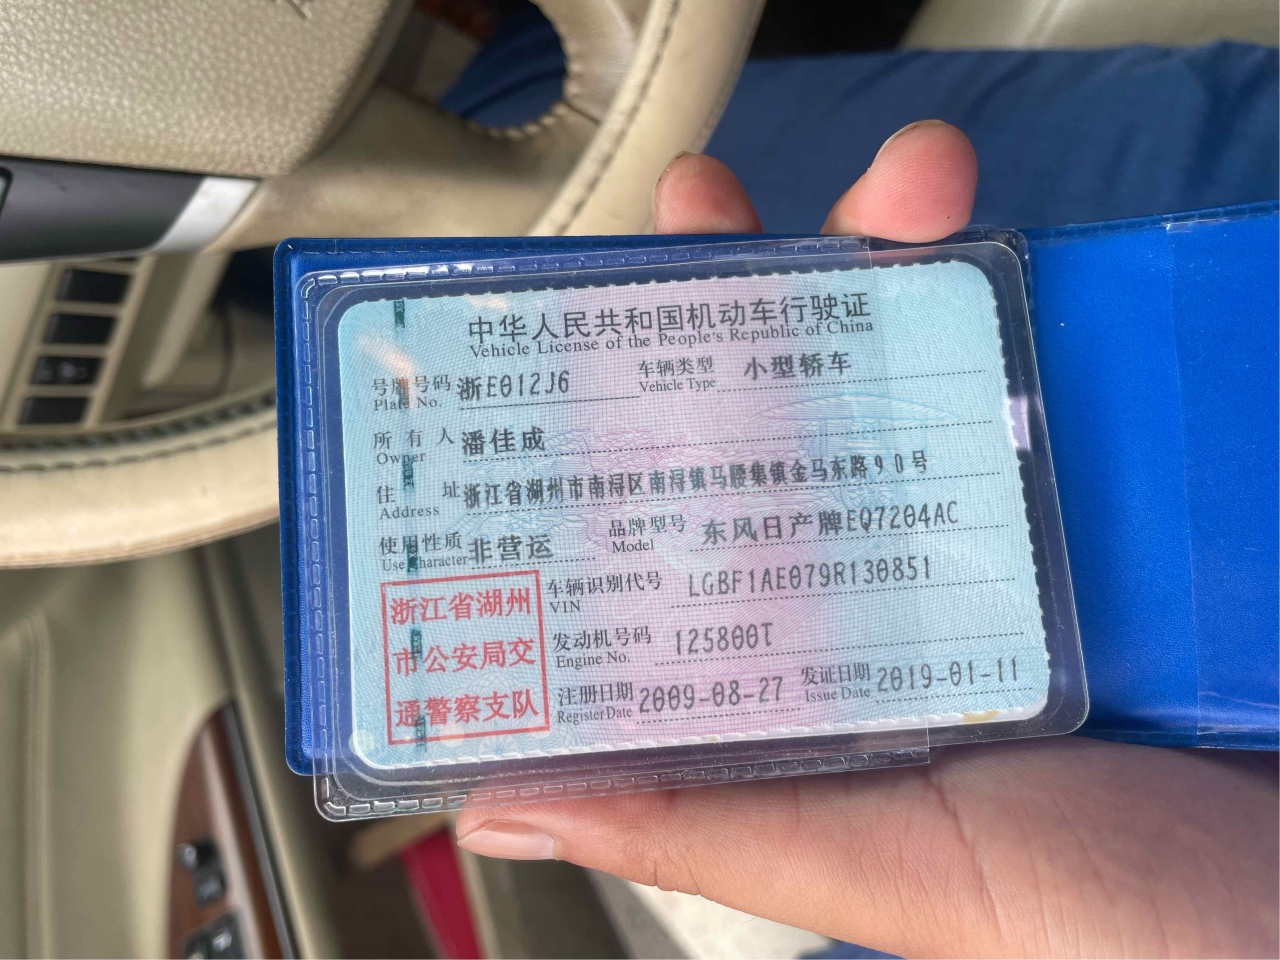 中华人民共和国机动车行驶证
Vehicle License of the People's Republic of China
号牌号码 浙E012J6 车辆类型 小型轿车
Plate No. Vehicle Type
所有人 潘佳成
Owner
住址 浙江省湖州市南浔区南浔镇马腰集镇金马东路90号
Address
使用性质 非营运 品牌型号 东风日产牌EQ7204AC
Use Character Model
车辆识别代号 LGBF1AE079R130851
VIN
发动机号码 125800T
Engine No.
注册日期 2009-08-27 发证日期 2019-01-11
Register Date Issue Date
浙江省湖州
市公安局交
通警察支队